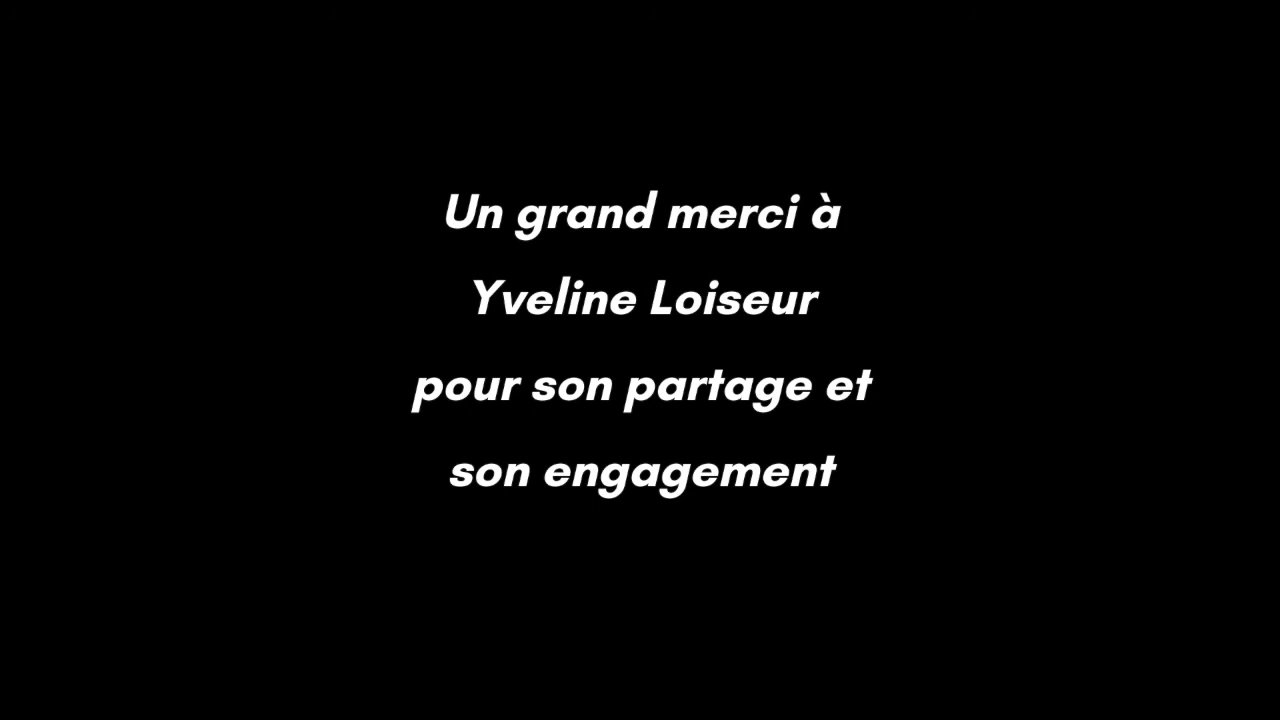 Un grand merci à
Yveline Loiseur
pour son partage et
son engagement